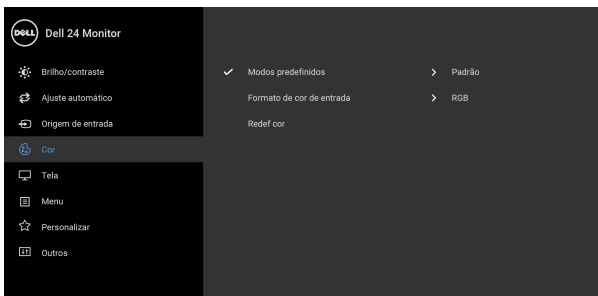 DELL Dell 24 Monitor
Brilho/contraste
Modos predefinidos Padrão
Ajuste automático
Formato de cor de entrada RGB
Origem de entrada
Redef cor
Cor
Tela
Menu
Personalizar
Outros